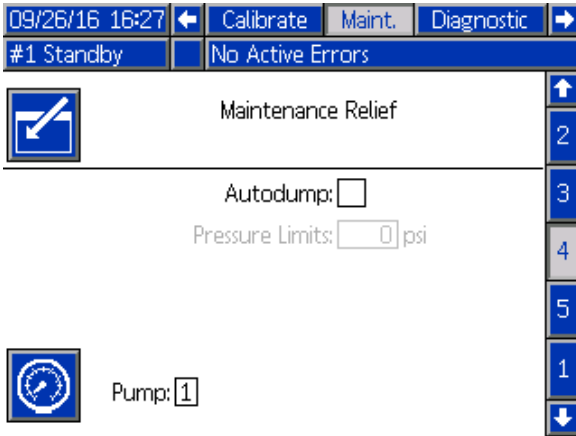 09/26/16 16:27 Calibrate Maint. Diagnostic
#1 Standby No Active Errors
Maintenance Relief
2
Autodump:
3
Pressure Limits: 0 psi
4
5
1
Pump: 1